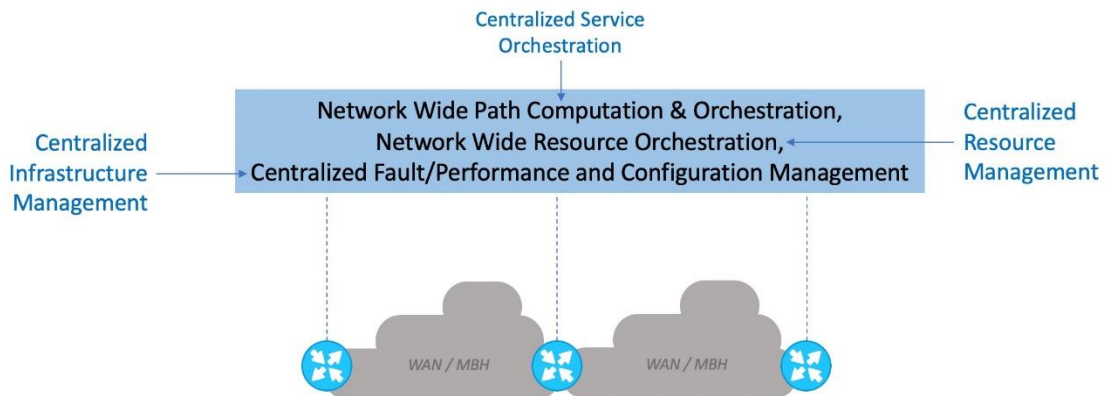 Centralized Service
Orchestration
Network Wide Path Computation & Orchestration,
Network Wide Resource Orchestration,
Centralized Fault/Performance and Configuration Management
Centralized
Infrastructure
Management
Centralized
Resource
Management
WAN / MBH
WAN / MBH